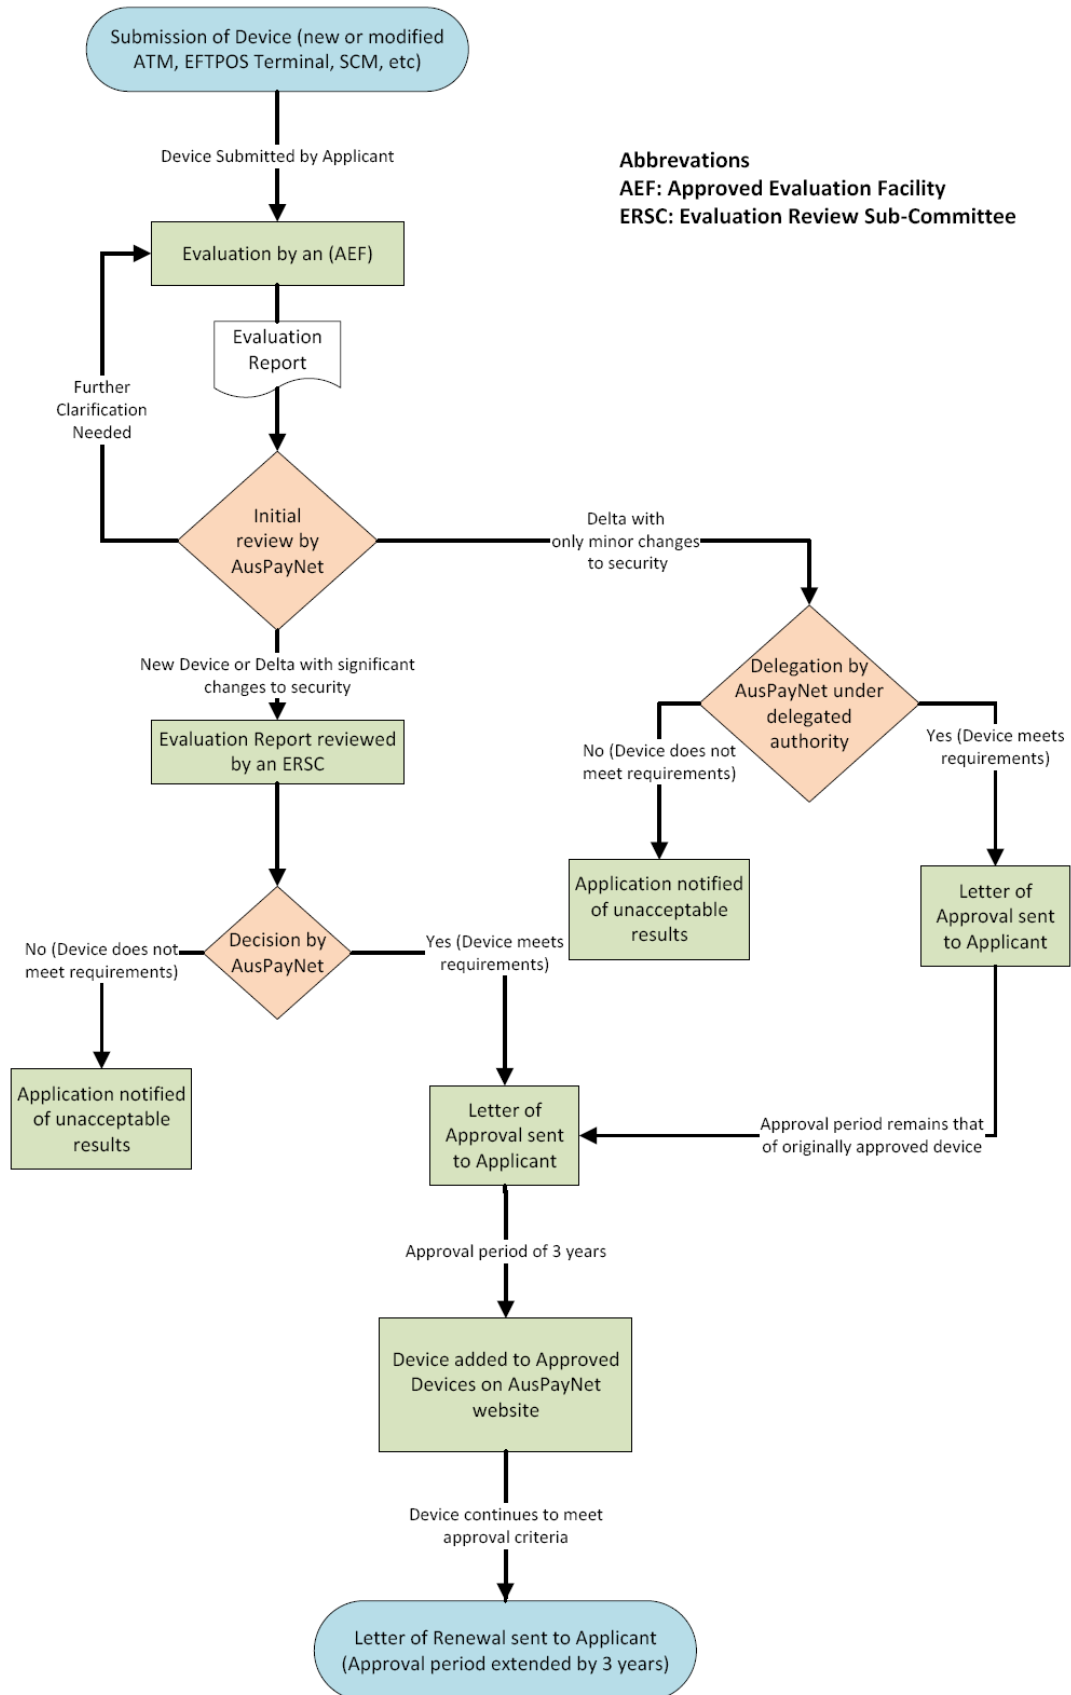 Submission of Device (new or modified
ATM, EFTPOS Terminal, SCM, etc)
Device Submitted by Applicant
Abbrevations
AEF: Approved Evaluation Facility
ERSC: Evaluation Review Sub-Committee
Evaluation by an (AEF)
Evaluation
Report
Further
Clarification
Needed
Initial
review by
AusPayNet
Delta with
only minor changes
to security
New Device or Delta with significant
changes to security
Delegation by
AusPayNet under
delegated
authority
Evaluation Report reviewed
by an ERSC
No (Device does not
meet requirements)
Yes (Device meets
requirements)
Application notified
of unacceptable
results
Letter of
Approval sent
to Applicant
Decision by
AusPayNet
No (Device does not
meet requirements)
Yes (Device meets
requirements)
Application notified
of unacceptable
results
Letter of
Approval sent
to Applicant
Approval period remains that
of originally approved device
Approval period of 3 years
Device added to Approved
Devices on AusPayNet
website
Device continues to meet
approval criteria
Letter of Renewal sent to Applicant
(Approval period extended by 3 years)